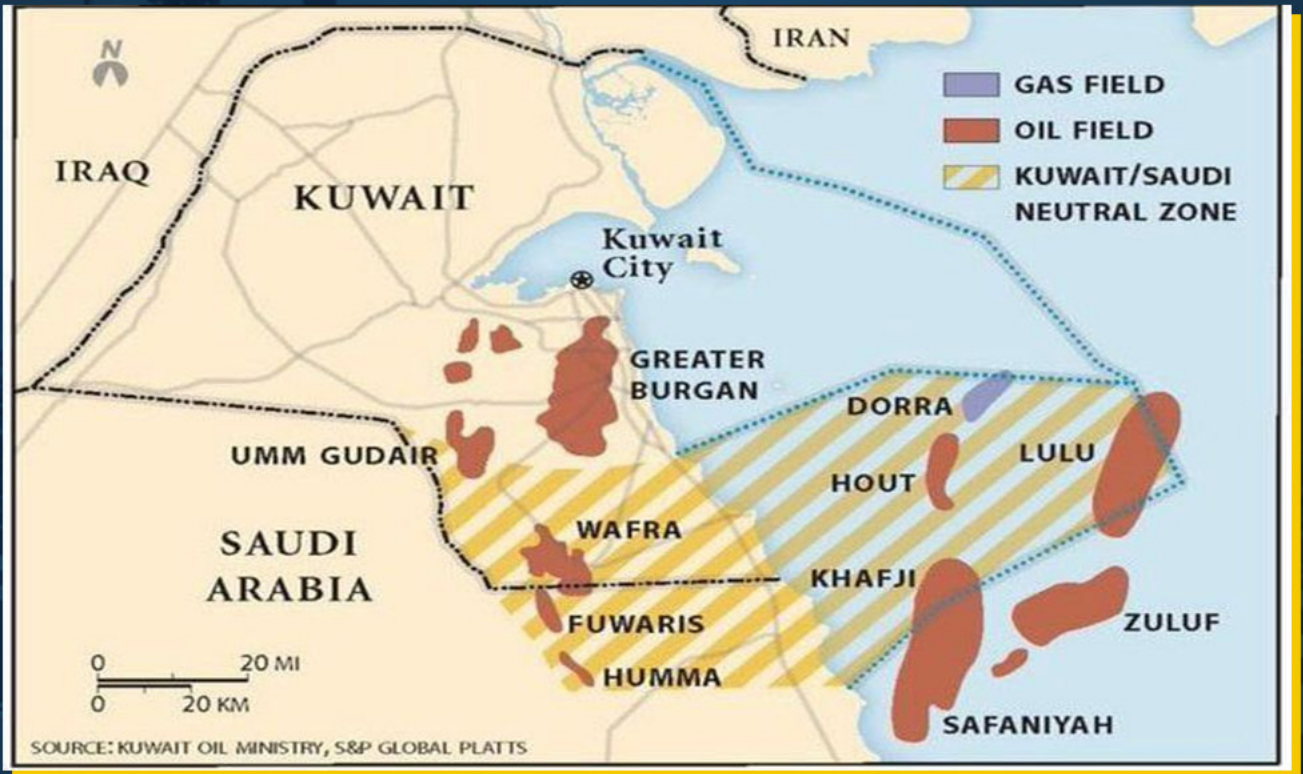 N
IRAN
GAS FIELD
OIL FIELD
KUWAIT/SAUDI
NEUTRAL ZONE
IRAQ
KUWAIT
Kuwait
City
GREATER
BURGAN
DORRA
LULU
UMM GUDAIR
HOUT
WAFRA
SAUDI
ARABIA
KHAFJI
FUWARIS
ZULUF
HUMMA
0 20 MI
0 20 KM
SAFANIYAH
SOURCE: KUWAIT OIL MINISTRY, S&P GLOBAL PLATTS